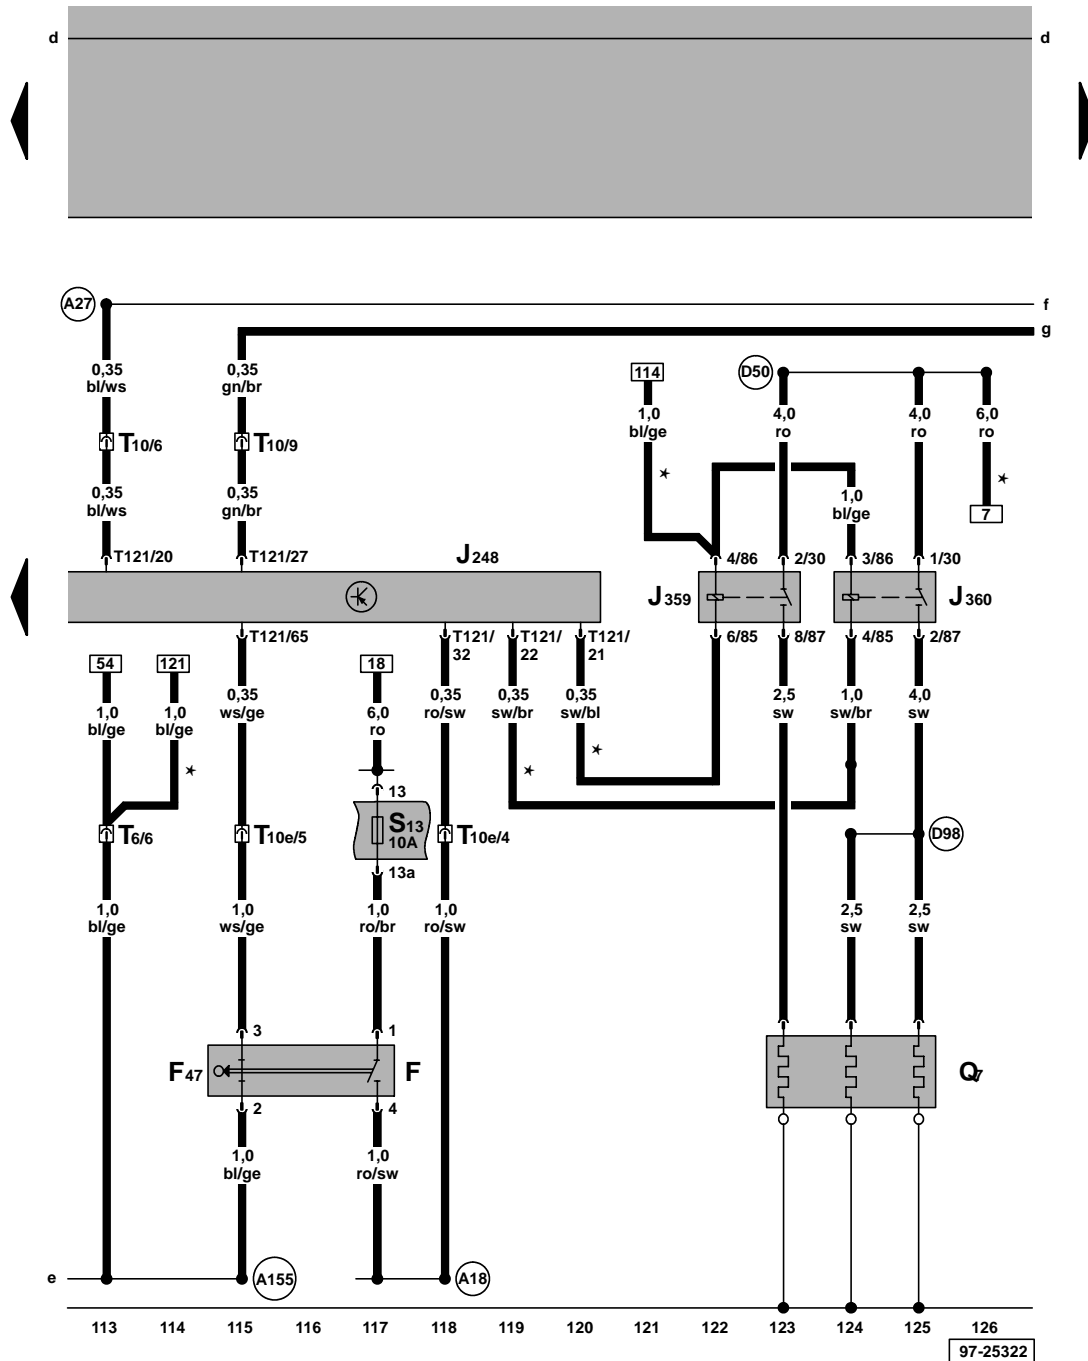 d d
A27 f
g
0,35
bl/ws
0,35
gn/br
114 D50
1,0
bl/ge
4,0
ro
4,0
ro
6,0
ro
T10/6 T10/9
*
*
0,35
bl/ws
0,35
gn/br
1,0
bl/ge
7
T121/20 T121/27 J248 4/86 2/30 3/86 1/30
J359 J360
T121/65 T121/
32
T121/
22
T121/
21
6/85 8/87 4/85 2/87
54 121 18
1,0
bl/ge
1,0
bl/ge
0,35
ws/ge
6,0
ro
0,35
ro/sw
0,35
sw/br
0,35
sw/bl
2,5
sw
1,0
sw/br
4,0
sw
* * *
13
T6/6 T10e/5 S13
10A
T10e/4 D98
13a
1,0
bl/ge
1,0
ws/ge
1,0
ro/br
1,0
ro/sw
2,5
sw
2,5
sw
3 1
F47 F Q7
2 4
1,0
bl/ge
1,0
ro/sw
e A155 A18
113 114 115 116 117 118 119 120 121 122 123 124 125 126
97-25322